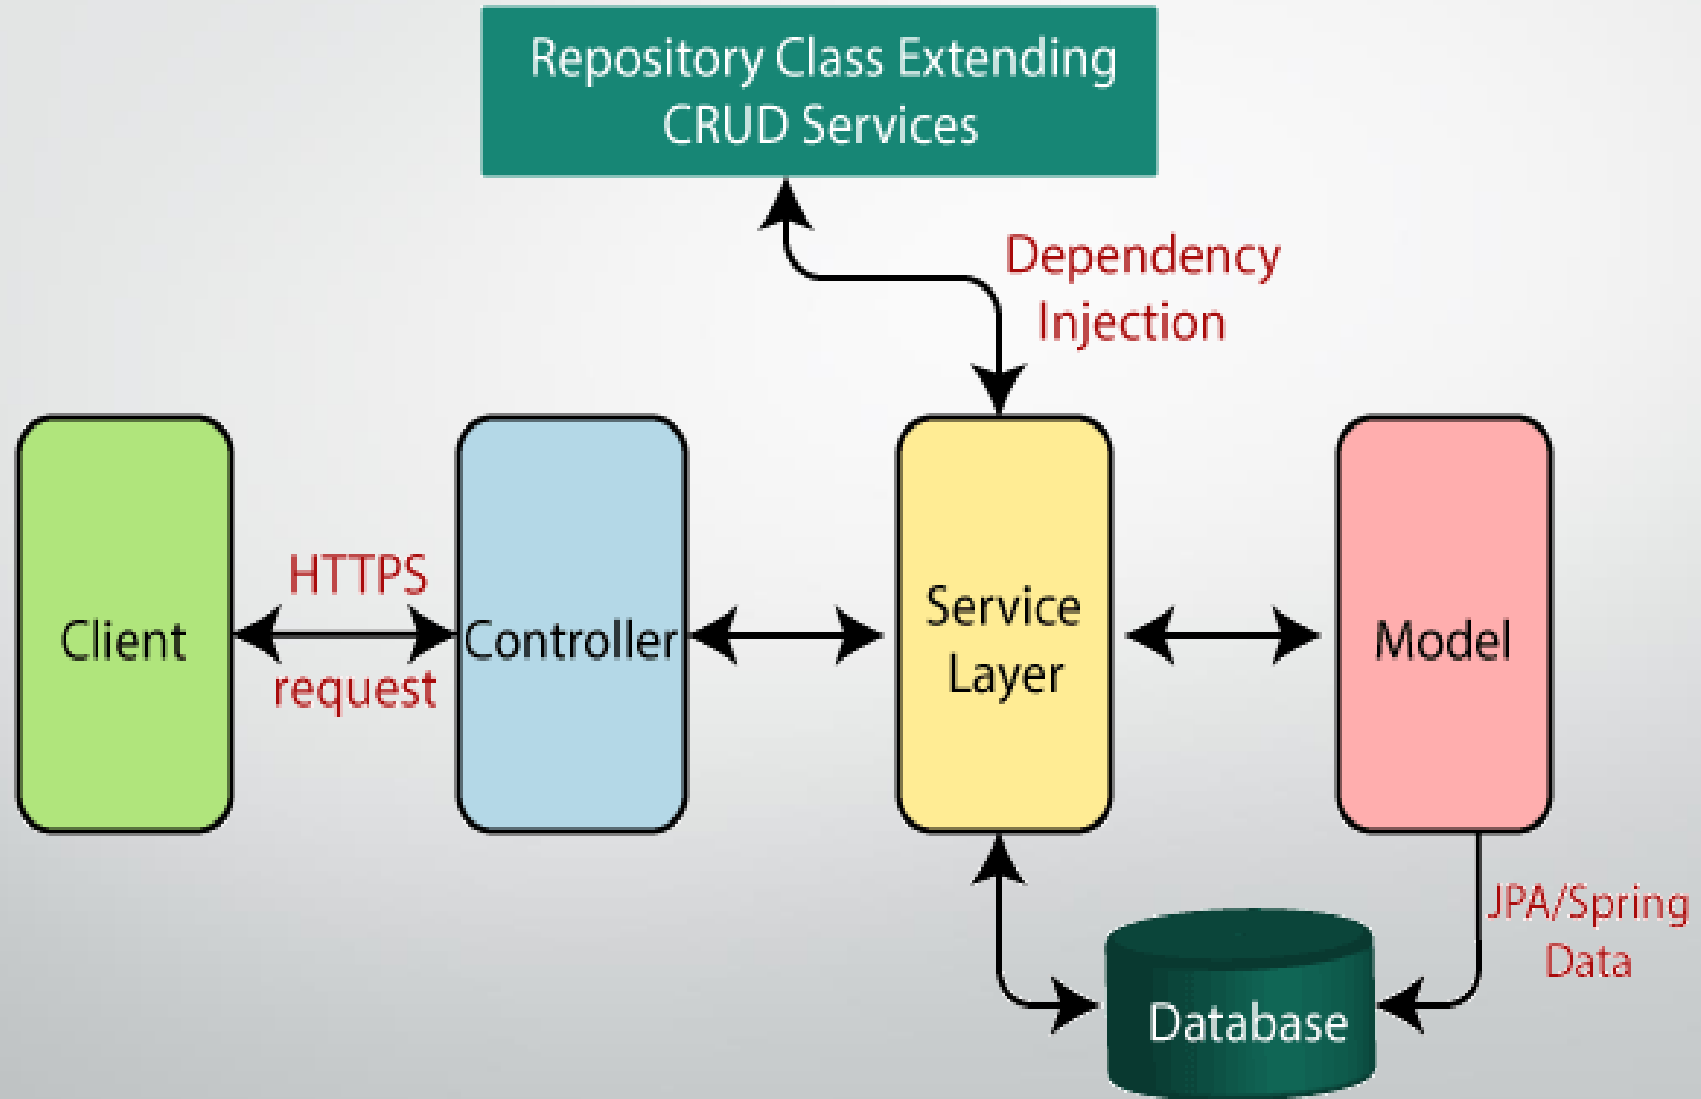 Repository Class Extending
CRUD Services
Dependency
Injection
HTTPS
request
Client
Controller
Service
Layer
Model
JPA/Spring
Data
Database